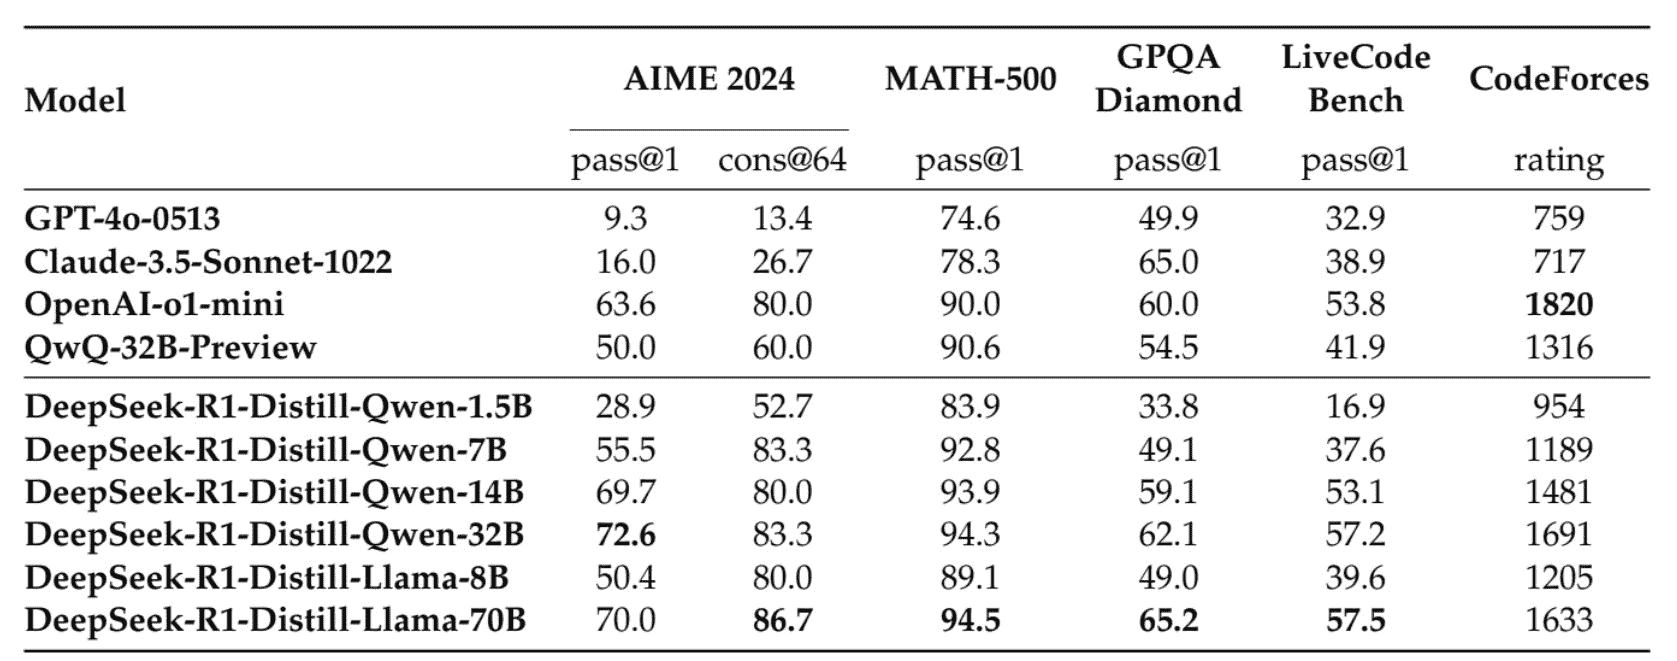 Model AIME 2024 MATH-500 GPQA Diamond LiveCode Bench CodeForces
pass@1 cons@64 pass@1 pass@1 pass@1 rating
GPT-4o-0513 9.3 13.4 74.6 49.9 32.9 759
Claude-3.5-Sonnet-1022 16.0 26.7 78.3 65.0 38.9 717
OpenAI-o1-mini 63.6 80.0 90.0 60.0 53.8 1820
QwQ-32B-Preview 50.0 60.0 90.6 54.5 41.9 1316
DeepSeek-R1-Distill-Qwen-1.5B 28.9 52.7 83.9 33.8 16.9 954
DeepSeek-R1-Distill-Qwen-7B 55.5 83.3 92.8 49.1 37.6 1189
DeepSeek-R1-Distill-Qwen-14B 69.7 80.0 93.9 59.1 53.1 1481
DeepSeek-R1-Distill-Qwen-32B 72.6 83.3 94.3 62.1 57.2 1691
DeepSeek-R1-Distill-Llama-8B 50.4 80.0 89.1 49.0 39.6 1205
DeepSeek-R1-Distill-Llama-70B 70.0 86.7 94.5 65.2 57.5 1633